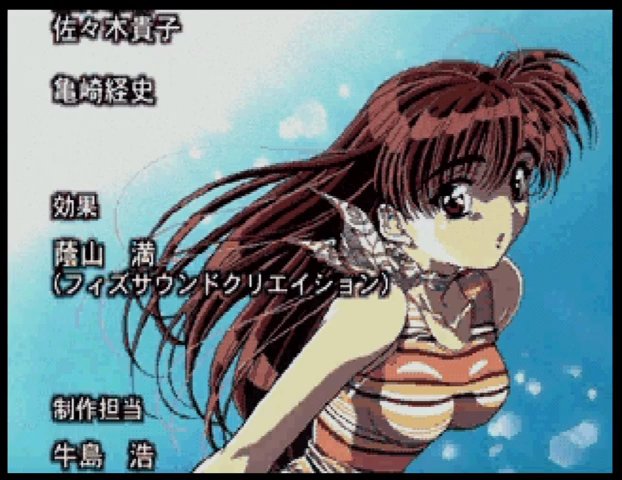 佐々木貴子
亀崎経史
効果
蔭山　満
(フィズサウンドクリエイション)
制作担当
牛島　浩